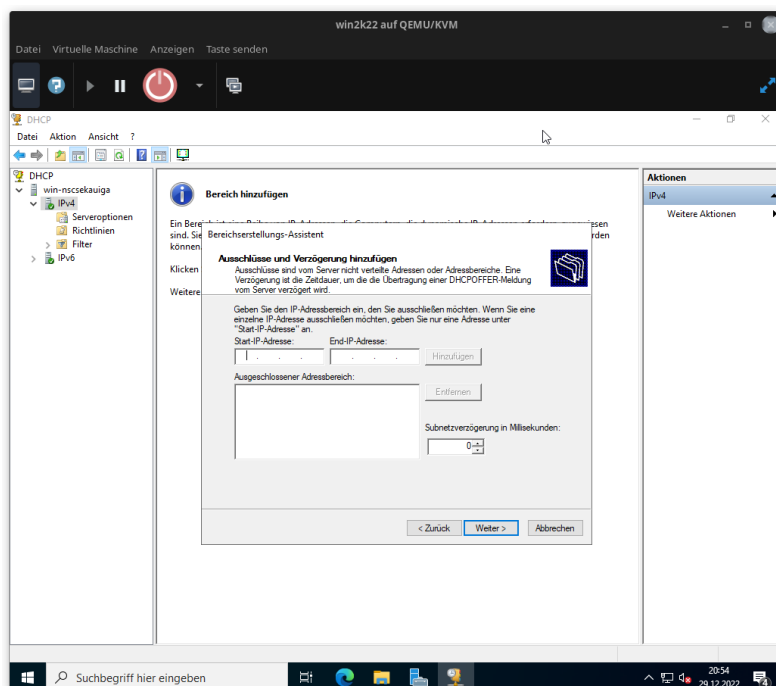 win2k22 auf QEMU/KVM
Datei Virtuelle Maschine Anzeigen Taste senden
DHCP
Datei Aktion Ansicht ?
DHCP
win-nscsekauiga
IPv4
Serveroptionen
Richtlinien
Filter
IPv6
Bereich hinzufügen
Ein Bere
sind. Sie
können.
Klicken
Weitere
Bereichserstellungs-Assistent
Ausschlüsse und Verzögerung hinzufügen
Ausschlüsse sind vom Server nicht verteilte Adressen oder Adressbereiche. Eine
Verzögerung ist die Zeitdauer, um die die Übertragung einer DHCPOFFER-Meldung
vom Server verzögert wird.
Geben Sie den IP-Adressbereich ein, den Sie ausschließen möchten. Wenn Sie eine
einzelne IP-Adresse ausschließen möchten, geben Sie nur eine Adresse unter
"Start-IP-Adresse" an.
Start-IP-Adresse: End-IP-Adresse:
Hinzufügen
Ausgeschlossener Adressbereich:
Entfernen
Subnetzverzögerung in Millisekunden:
0
< Zurück Weiter > Abbrechen
Aktionen
IPv4
Weitere Aktionen
Suchbegriff hier eingeben
20:54
29.12.2022
4